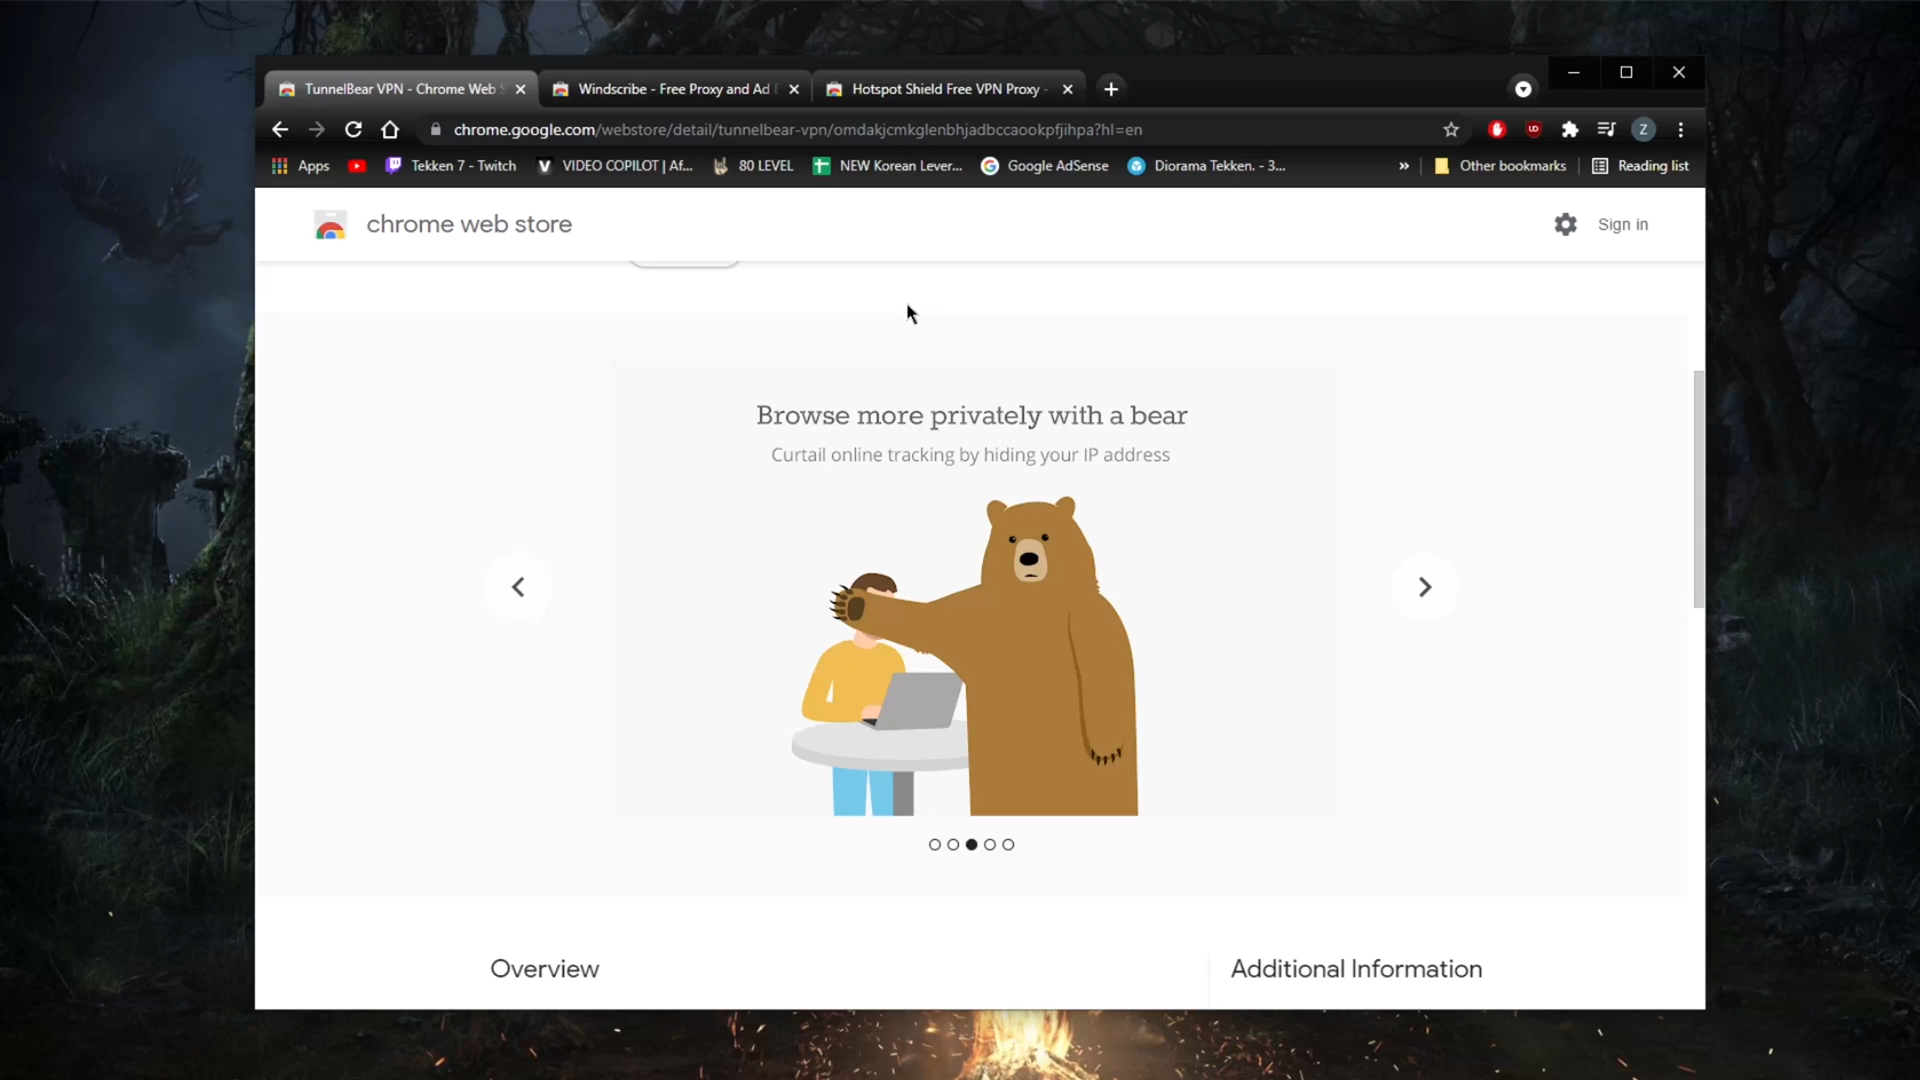 TunnelBear VPN - Chrome Web S
Windscribe - Free Proxy and Ad B
Hotspot Shield Free VPN Proxy -
chrome.google.com/webstore/detail/tunnelbear-vpn/omdakjcmkglenbhjadbccaookpfjihpa?hl=en
UD
Z
Apps
Tekken 7 - Twitch
VIDEO COPILOT | Af...
80 LEVEL
NEW Korean Lever...
Google AdSense
Diorama Tekken. - 3...
»
Other bookmarks
Reading list
chrome web store
Sign in
Browse more privately with a bear
Curtail online tracking by hiding your IP address
Overview
Additional Information